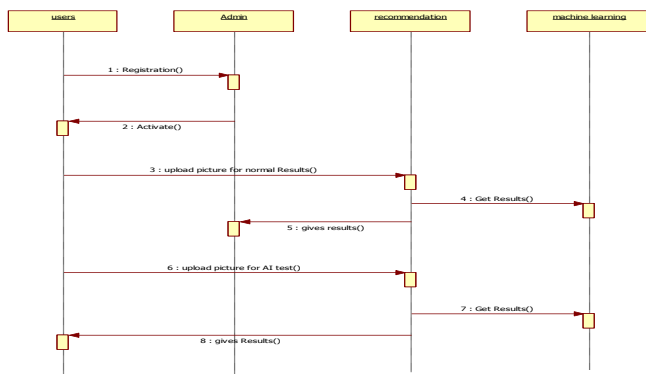 users
Admin
recommendation
machine learning
1 : Registration()
2 : Activate()
3 : upload picture for normal Results()
4 : Get Results()
5 : gives results()
6 : upload picture for AI test()
7 : Get Results()
8 : gives Results()